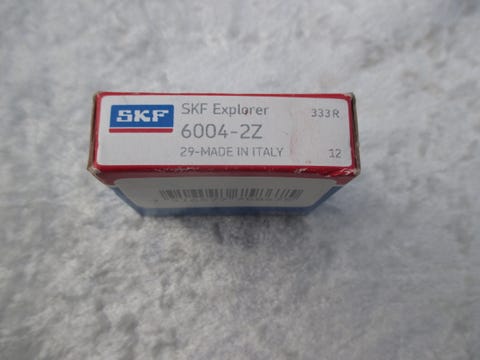 SKF
SKF Explorer
333R
6004-2Z
29-MADE IN ITALY
12